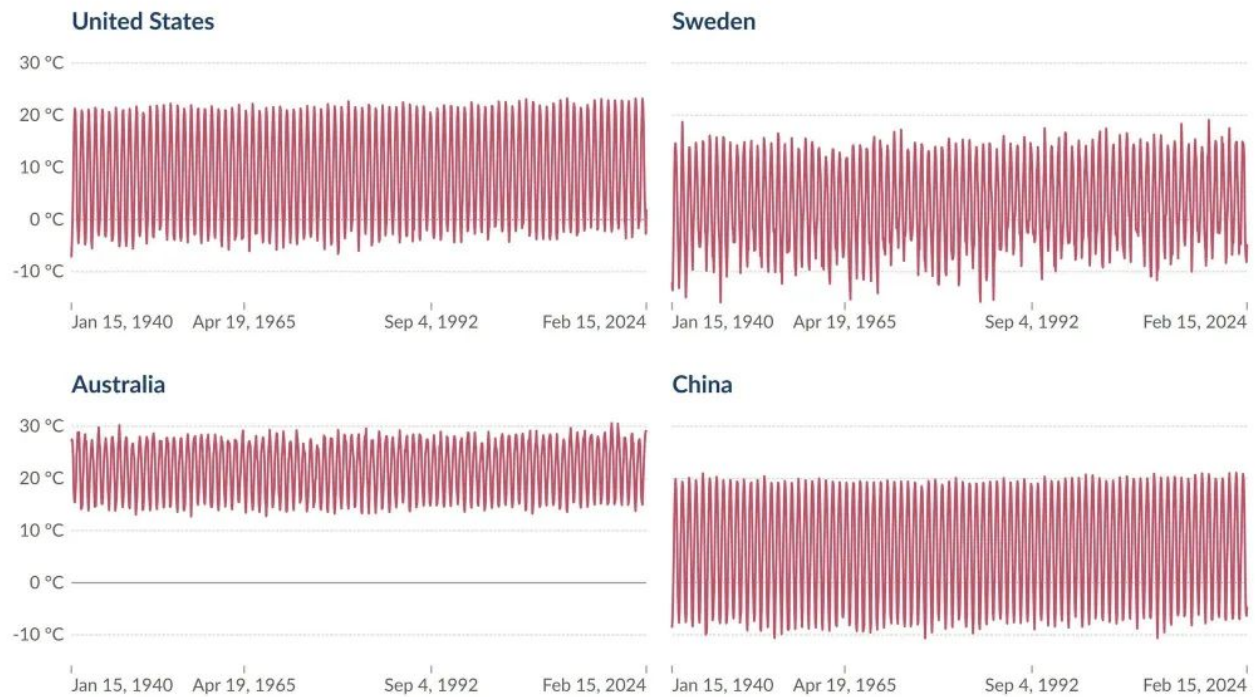 United States
Sweden
30 °C
20 °C
10 °C
0 °C
-10 °C
Jan 15, 1940 Apr 19, 1965 Sep 4, 1992 Feb 15, 2024
Jan 15, 1940 Apr 19, 1965 Sep 4, 1992 Feb 15, 2024
Australia
China
30 °C
20 °C
10 °C
0 °C
-10 °C
Jan 15, 1940 Apr 19, 1965 Sep 4, 1992 Feb 15, 2024
Jan 15, 1940 Apr 19, 1965 Sep 4, 1992 Feb 15, 2024